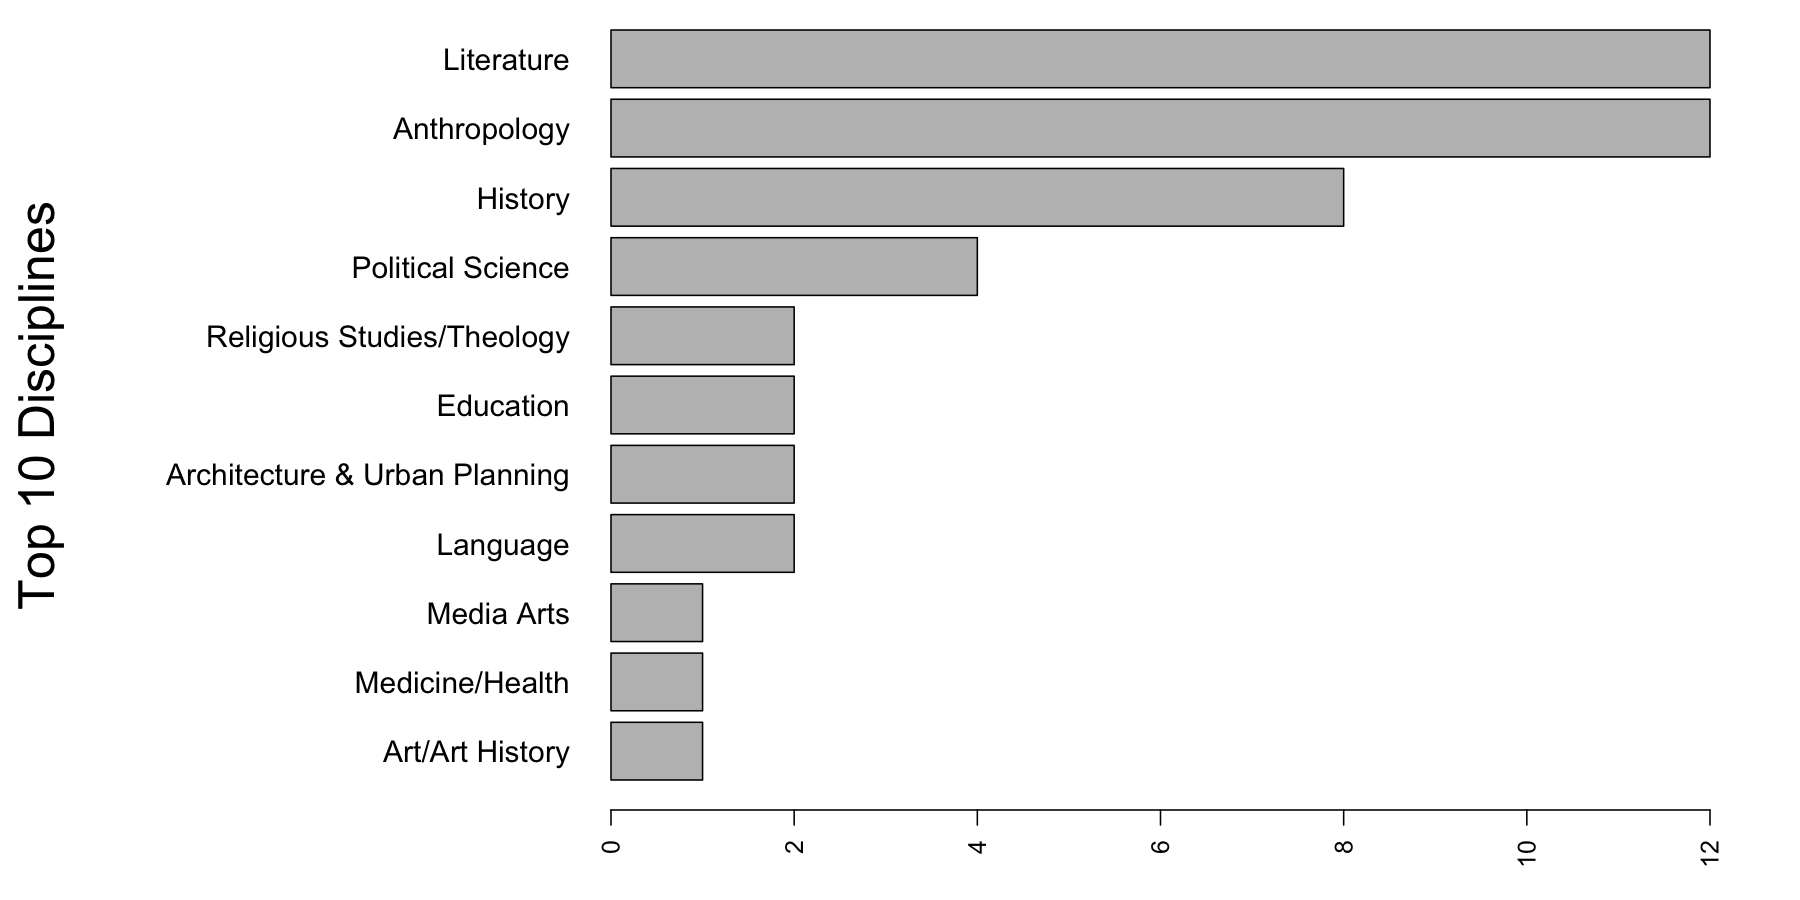 Top 10 Disciplines
Literature
Anthropology
History
Political Science
Religious Studies/Theology
Education
Architecture & Urban Planning
Language
Media Arts
Medicine/Health
Art/Art History
0 2 4 6 8 10 12